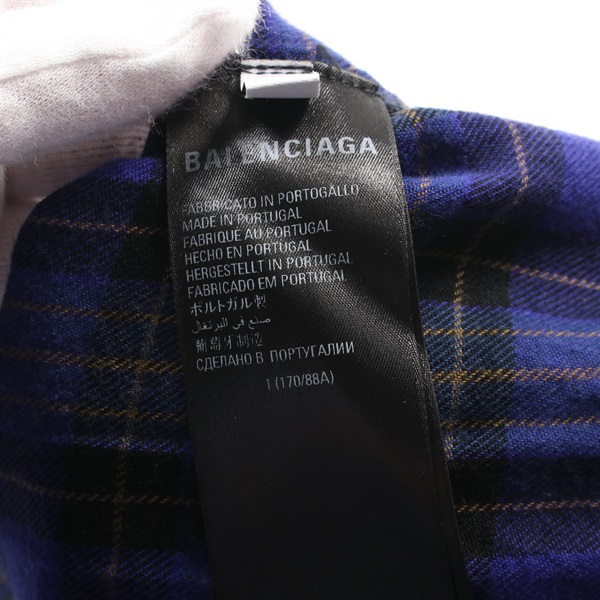 BALENCIAGA
FABBRICATO IN PORTOGALLO
MADE IN PORTUGAL
FABRIQUÉ AU PORTUGAL
HECHO EN PORTUGAL
HERGESTELLT IN PORTUGAL
FABRICADO EM PORTUGAL
ポルトガル製
صنع في البرتغال
葡萄牙制造
СДЕЛАНО В ПОРТУГАЛИИ
1 (170/88A)